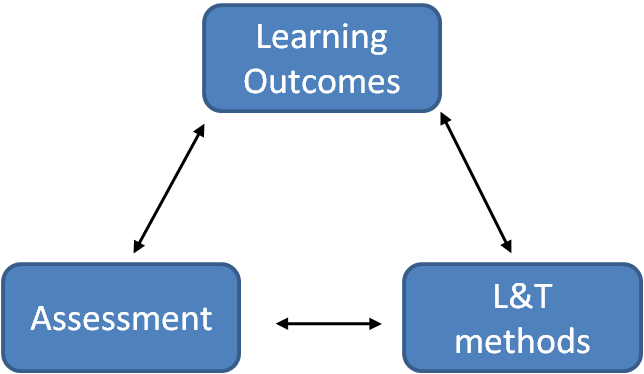 Learning
Outcomes
Assessment
L&T
methods